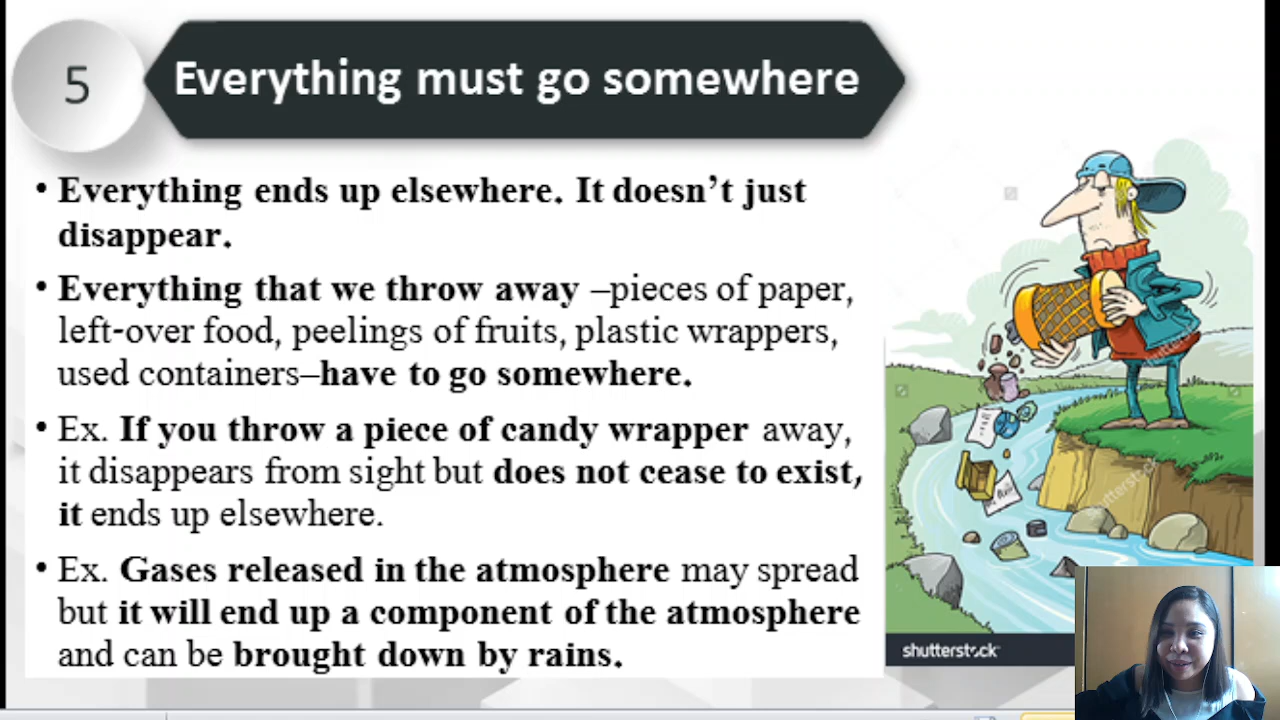 5
Everything must go somewhere
• Everything ends up elsewhere. It doesn’t just
disappear.
• Everything that we throw away –pieces of paper,
left-over food, peelings of fruits, plastic wrappers,
used containers–have to go somewhere.
• Ex. If you throw a piece of candy wrapper away,
it disappears from sight but does not cease to exist,
it ends up elsewhere.
• Ex. Gases released in the atmosphere may spread
but it will end up a component of the atmosphere
and can be brought down by rains.
shutterstock
shutterstock
shutterstock